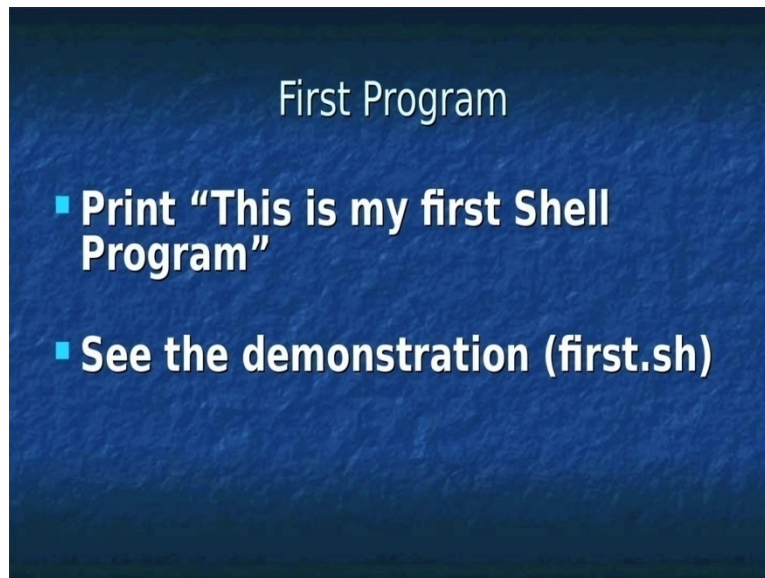 First Program
Print “This is my first Shell
Program”
See the demonstration (first.sh)